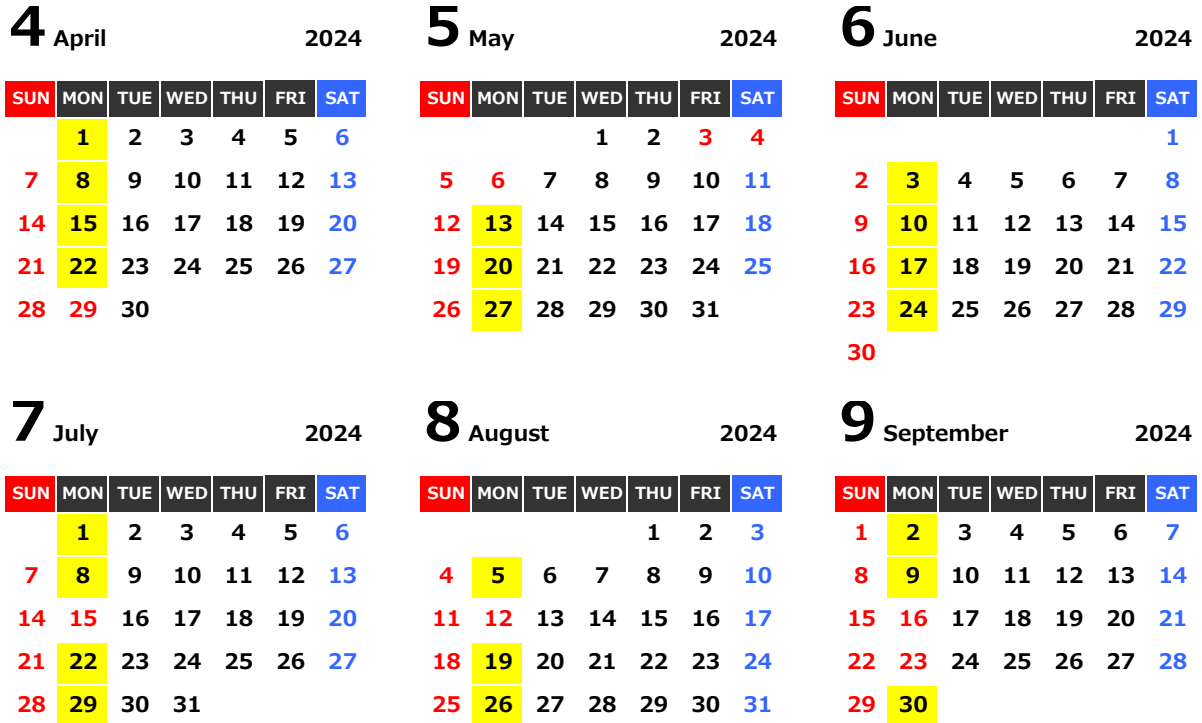 4 April 2024
SUN MON TUE WED THU FRI SAT
1 2 3 4 5 6
7 8 9 10 11 12 13
14 15 16 17 18 19 20
21 22 23 24 25 26 27
28 29 30
5 May 2024
SUN MON TUE WED THU FRI SAT
1 2 3 4
5 6 7 8 9 10 11
12 13 14 15 16 17 18
19 20 21 22 23 24 25
26 27 28 29 30 31
6 June 2024
SUN MON TUE WED THU FRI SAT
1
2 3 4 5 6 7 8
9 10 11 12 13 14 15
16 17 18 19 20 21 22
23 24 25 26 27 28 29
30
7 July 2024
SUN MON TUE WED THU FRI SAT
1 2 3 4 5 6
7 8 9 10 11 12 13
14 15 16 17 18 19 20
21 22 23 24 25 26 27
28 29 30 31
8 August 2024
SUN MON TUE WED THU FRI SAT
1 2 3
4 5 6 7 8 9 10
11 12 13 14 15 16 17
18 19 20 21 22 23 24
25 26 27 28 29 30 31
9 September 2024
SUN MON TUE WED THU FRI SAT
1 2 3 4 5 6 7
8 9 10 11 12 13 14
15 16 17 18 19 20 21
22 23 24 25 26 27 28
29 30